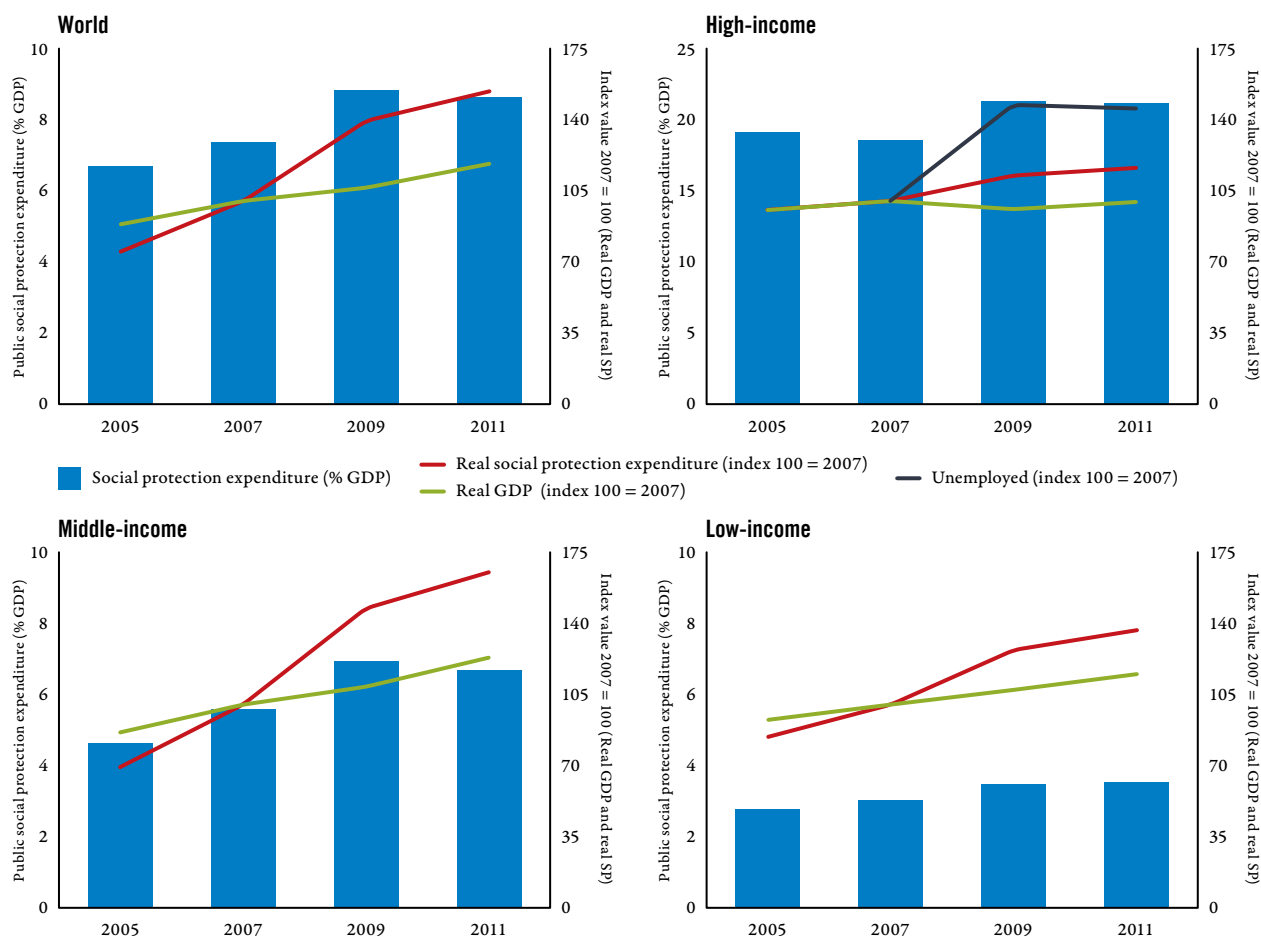 World
Public social protection expenditure (% GDP)
10
8
6
4
2
0
175
140
105
70
35
0
Index value 2007 = 100 (Real GDP and real SP)
2005 2007 2009 2011
High-income
Public social protection expenditure (% GDP)
25
20
15
10
5
0
175
140
105
70
35
0
Index value 2007 = 100 (Real GDP and real SP)
2005 2007 2009 2011
Social protection expenditure (% GDP)
Real social protection expenditure (index 100 = 2007)
Real GDP (index 100 = 2007)
Unemployed (index 100 = 2007)
Middle-income
Public social protection expenditure (% GDP)
10
8
6
4
2
0
175
140
105
70
35
0
Index value 2007 = 100 (Real GDP and real SP)
2005 2007 2009 2011
Low-income
Public social protection expenditure (% GDP)
10
8
6
4
2
0
175
140
105
70
35
0
Index value 2007 = 100 (Real GDP and real SP)
2005 2007 2009 2011